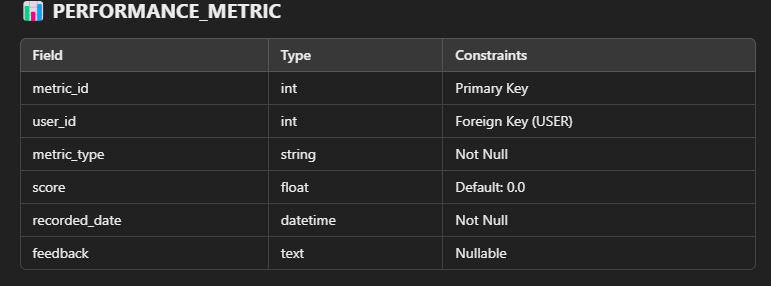 PERFORMANCE_METRIC
Field Type Constraints
metric_id int Primary Key
user_id int Foreign Key (USER)
metric_type string Not Null
score float Default: 0.0
recorded_date datetime Not Null
feedback text Nullable